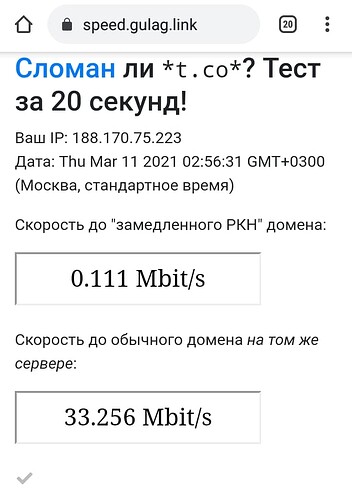 speed.gulag.link
20
Сломан ли *t.co*? Тест
за 20 секунд!
Ваш IP: 188.170.75.223
Дата: Thu Mar 11 2021 02:56:31 GMT+0300
(Москва, стандартное время)
Скорость до "замедленного РКН" домена:
0.111 Mbit/s
Скорость до обычного домена на том же
сервере:
33.256 Mbit/s